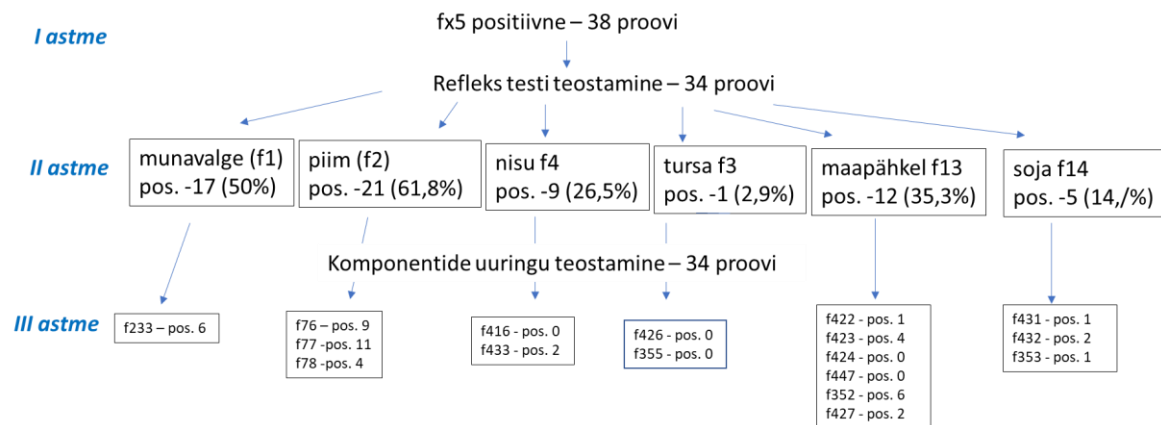 I astme
fx5 positiivne – 38 proovi
Refleks testi teostamine – 34 proovi
II astme
munavalge (f1)
pos. -17 (50%)
piim (f2)
pos. -21 (61,8%)
nisu f4
pos. -9 (26,5%)
tursa f3
pos. -1 (2,9%)
maapähkel f13
pos. -12 (35,3%)
soja f14
pos. -5 (14,/%)
Komponentide uuringu teostamine – 34 proovi
III astme
f233 – pos. 6
f76 – pos. 9
f77 -pos. 11
f78 -pos. 4
f416 - pos. 0
f433 - pos. 2
f426 - pos. 0
f355 - pos. 0
f422 - pos. 1
f423 - pos. 4
f424 - pos. 0
f447 - pos. 0
f352 - pos. 6
f427 - pos. 2
f431 - pos. 1
f432 - pos. 2
f353 - pos. 1